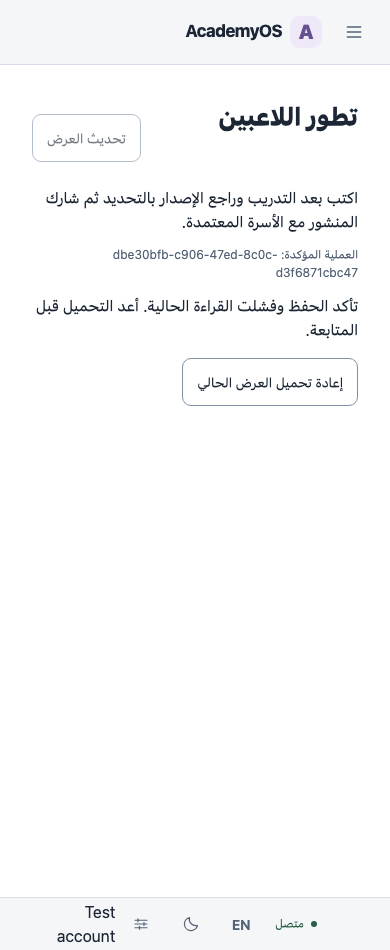 AcademyOS A
تطور اللاعبين
تحديث العرض
اكتب بعد التدريب وراجع الإصدار بالتحديد ثم شارك
المنشور مع الأسرة المعتمدة.
العملية المؤكدة: dbe30bfb-c906-47ed-8c0c-
d3f6871cbc47
تأكد الحفظ وفشلت القراءة الحالية. أعد التحميل قبل
المتابعة.
إعادة تحميل العرض الحالي
متصل
EN
Test
account